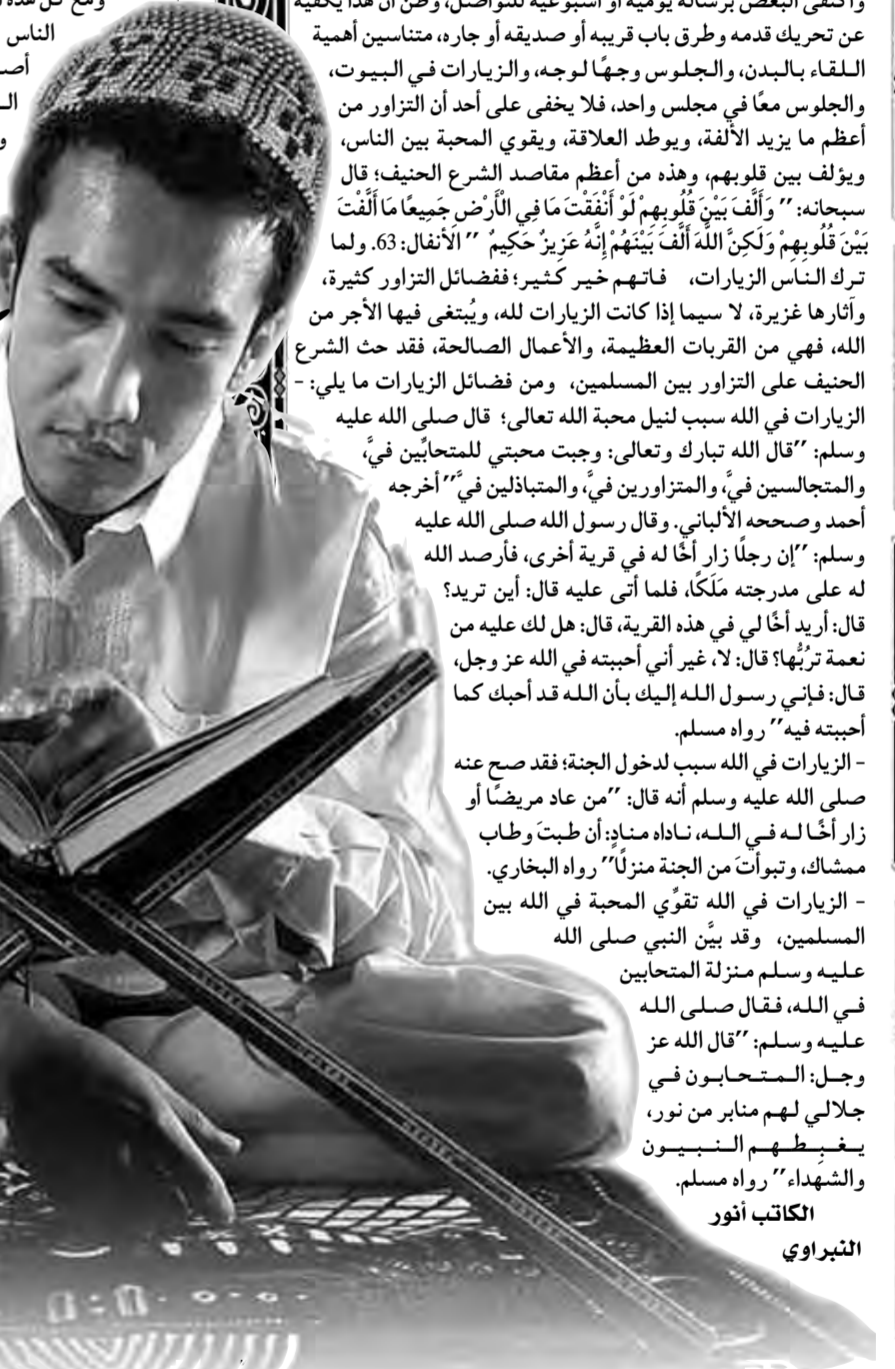 واكتفى البعض برسالة يومية أو أسبوعية للتواصل، وظن أن هذا يكفيه
عن تحريك قدمه وطرق باب قريبه أو صديقه أو جاره، متناسين أهمية
اللقاء بالبدن، والجلوس وجهًا لوجه، والزيارات في البيوت،
والجلوس معًا في مجلس واحد، فلا يخفى على أحد أن التزاور من
أعظم ما يزيد الألفة، ويوطد العلاقة، ويقوي المحبة بين الناس،
ويؤلف بين قلوبهم، وهذه من أعظم مقاصد الشرع الحنيف؛ قال
سبحانه: ’’ وَأَلَّفَ بَيْنَ قُلُوبِهِمْ لَوْ أَنْفَقْتَ مَا فِي الْأَرْضِ جَمِيعًا مَا أَلَّفْتَ
بَيْنَ قُلُوبِهِمْ وَلَكِنَّ اللَّهَ أَلَّفَ بَيْنَهُمْ إِنَّهُ عَزِيزٌ حَكِيمٌ ’’ الأنفال: 63. ولما
ترك الناس الزيارات، فاتهم خير كثير؛ ففضائل التزاور كثيرة،
وآثارها غزيرة، لا سيما إذا كانت الزيارات لله، ويُبتغى فيها الأجر من
الله، فهي من القربات العظيمة، والأعمال الصالحة، فقد حث الشرع
الحنيف على التزاور بين المسلمين، ومن فضائل الزيارات ما يلي: -
الزيارات في الله سبب لنيل محبة الله تعالى؛ قال صلى الله عليه
وسلم: ’’قال الله تبارك وتعالى: وجبت محبتي للمتحابِّين فيَّ،
والمتجالسين فيَّ، والمتزاورين فيَّ، والمتباذلين فيَّ’’ أخرجه
أحمد وصححه الألباني. وقال رسول الله صلى الله عليه
وسلم: ’’إن رجلًا زار أخًا له في قرية أخرى، فأرصد الله
له على مدرجته مَلَكًا، فلما أتى عليه قال: أين تريد؟
قال: أريد أخًا لي في هذه القرية، قال: هل لك عليه من
نعمة تربُّها؟ قال: لا، غير أني أحببته في الله عز وجل،
قال: فإني رسول الله إليك بأن الله قد أحبك كما
أحببته فيه’’ رواه مسلم.
- الزيارات في الله سبب لدخول الجنة؛ فقد صح عنه
صلى الله عليه وسلم أنه قال: ’’من عاد مريضًا أو
زار أخًا له في الله، ناداه منادٍ: أن طبتَ وطاب
ممشاك، وتبوأتَ من الجنة منزلًا’’ رواه البخاري.
- الزيارات في الله تقوِّي المحبة في الله بين
المسلمين، وقد بيَّن النبي صلى الله
عليه وسلم منزلة المتحابين
في الله، فقال صلى الله
عليه وسلم: ’’قال الله عز
وجل: المتحابون في
جلالي لهم منابر من نور،
يغبِطهم النبيون
والشهداء’’ رواه مسلم.
الكاتب أنور
النبراوي
ومع كل هذه
الناس